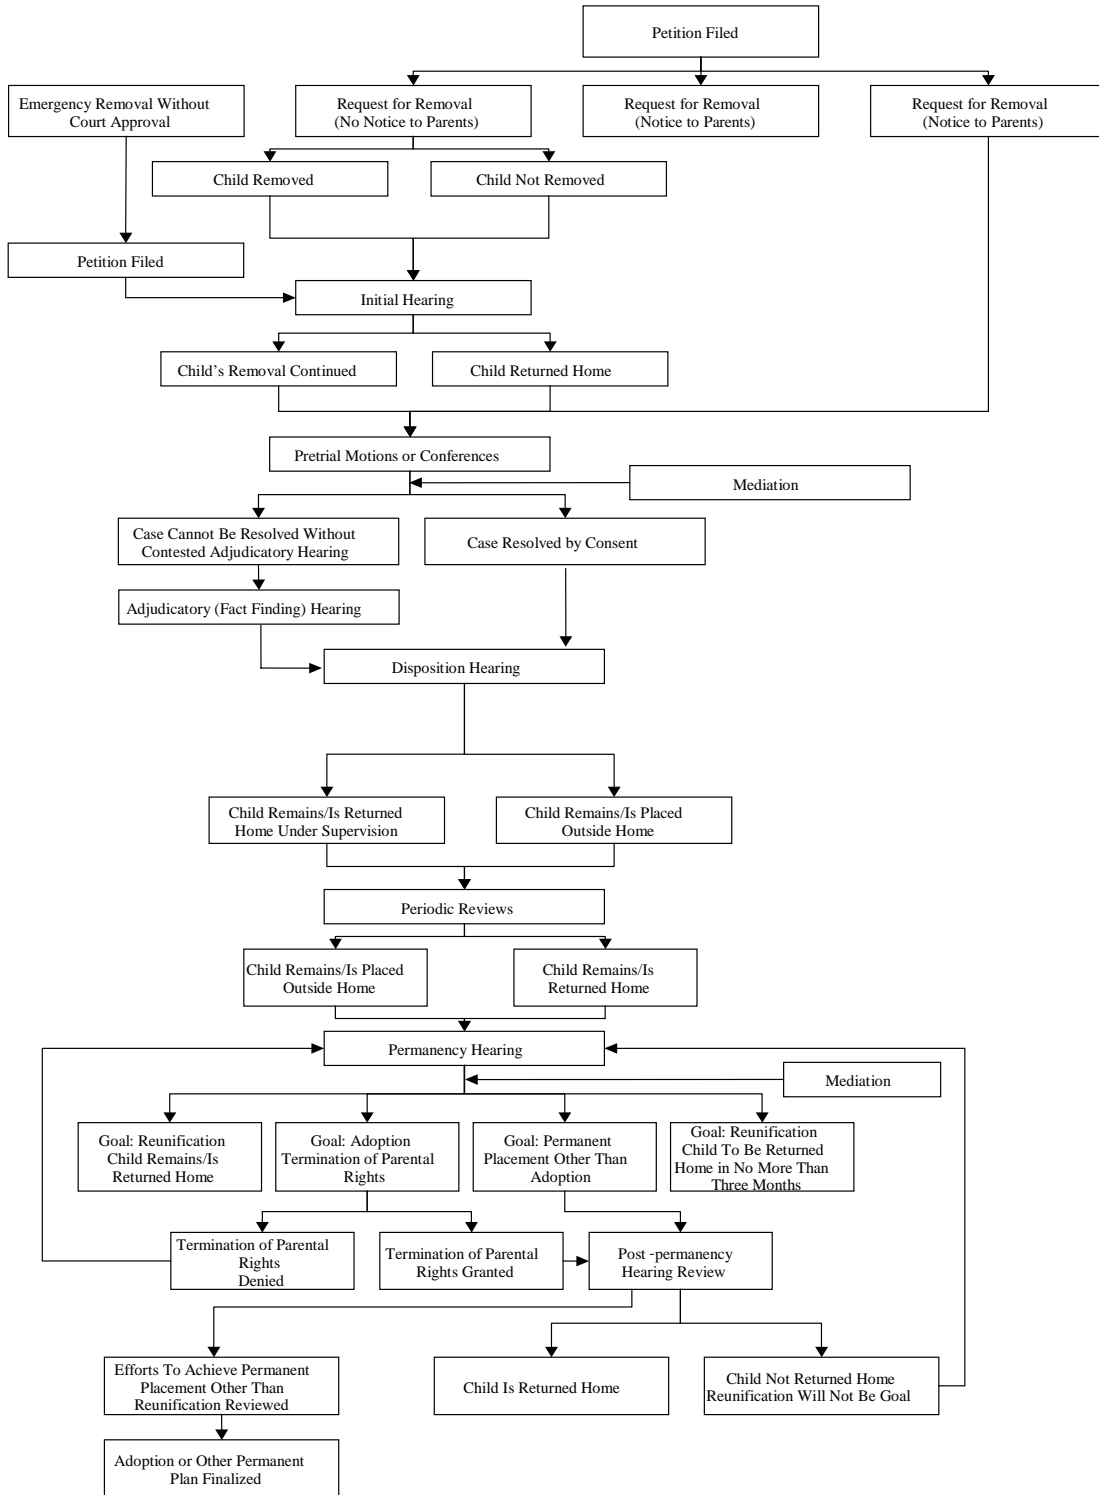 Petition Filed
Emergency Removal Without
Court Approval
Request for Removal
(No Notice to Parents)
Request for Removal
(Notice to Parents)
Request for Removal
(Notice to Parents)
Child Removed
Child Not Removed
Petition Filed
Initial Hearing
Child’s Removal Continued
Child Returned Home
Pretrial Motions or Conferences
Mediation
Case Cannot Be Resolved Without
Contested Adjudicatory Hearing
Case Resolved by Consent
Adjudicatory (Fact Finding) Hearing
Disposition Hearing
Child Remains/Is Returned
Home Under Supervision
Child Remains/Is Placed
Outside Home
Periodic Reviews
Child Remains/Is Placed
Outside Home
Child Remains/Is
Returned Home
Permanency Hearing
Mediation
Goal: Reunification
Child Remains/Is
Returned Home
Goal: Adoption
Termination of Parental
Rights
Goal: Permanent
Placement Other Than
Adoption
Goal: Reunification
Child To Be Returned
Home in No More Than
Three Months
Termination of Parental
Rights
Denied
Termination of Parental
Rights Granted
Post -permanency
Hearing Review
Efforts To Achieve Permanent
Placement Other Than
Reunification Reviewed
Child Is Returned Home
Child Not Returned Home
Reunification Will Not Be Goal
Adoption or Other Permanent
Plan Finalized